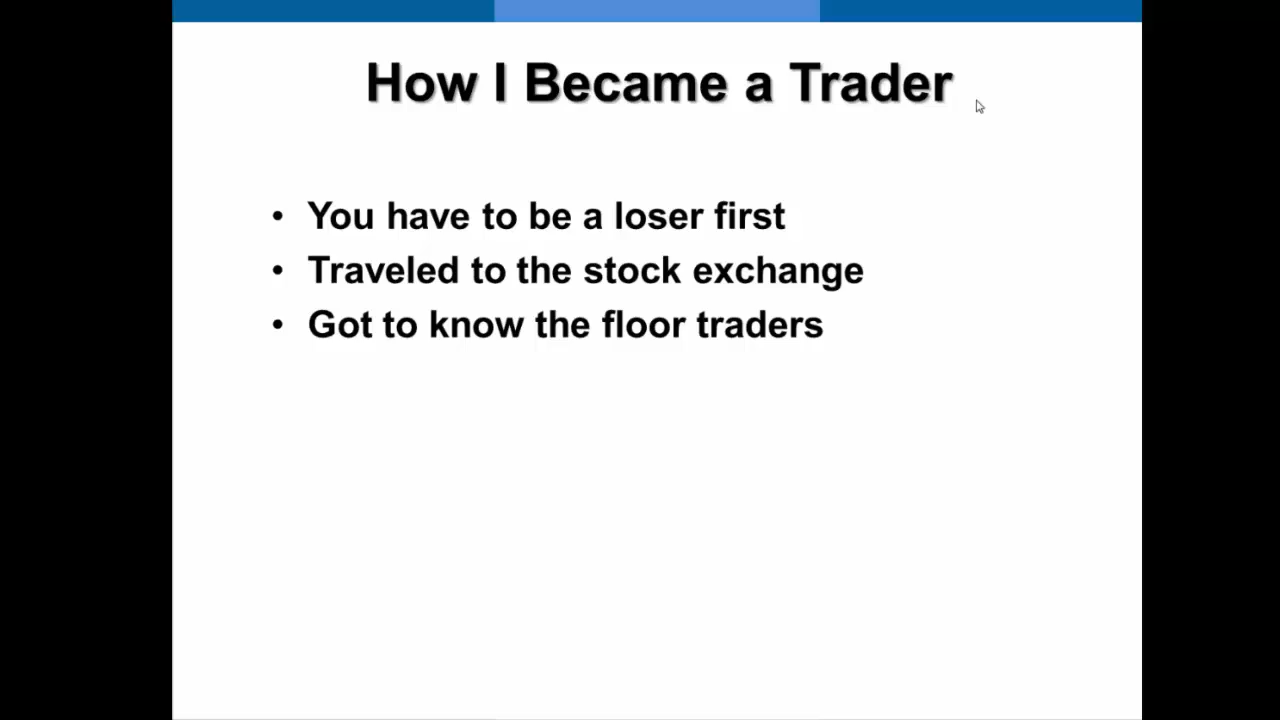 How I Became a Trader
• You have to be a loser first
• Traveled to the stock exchange
• Got to know the floor traders